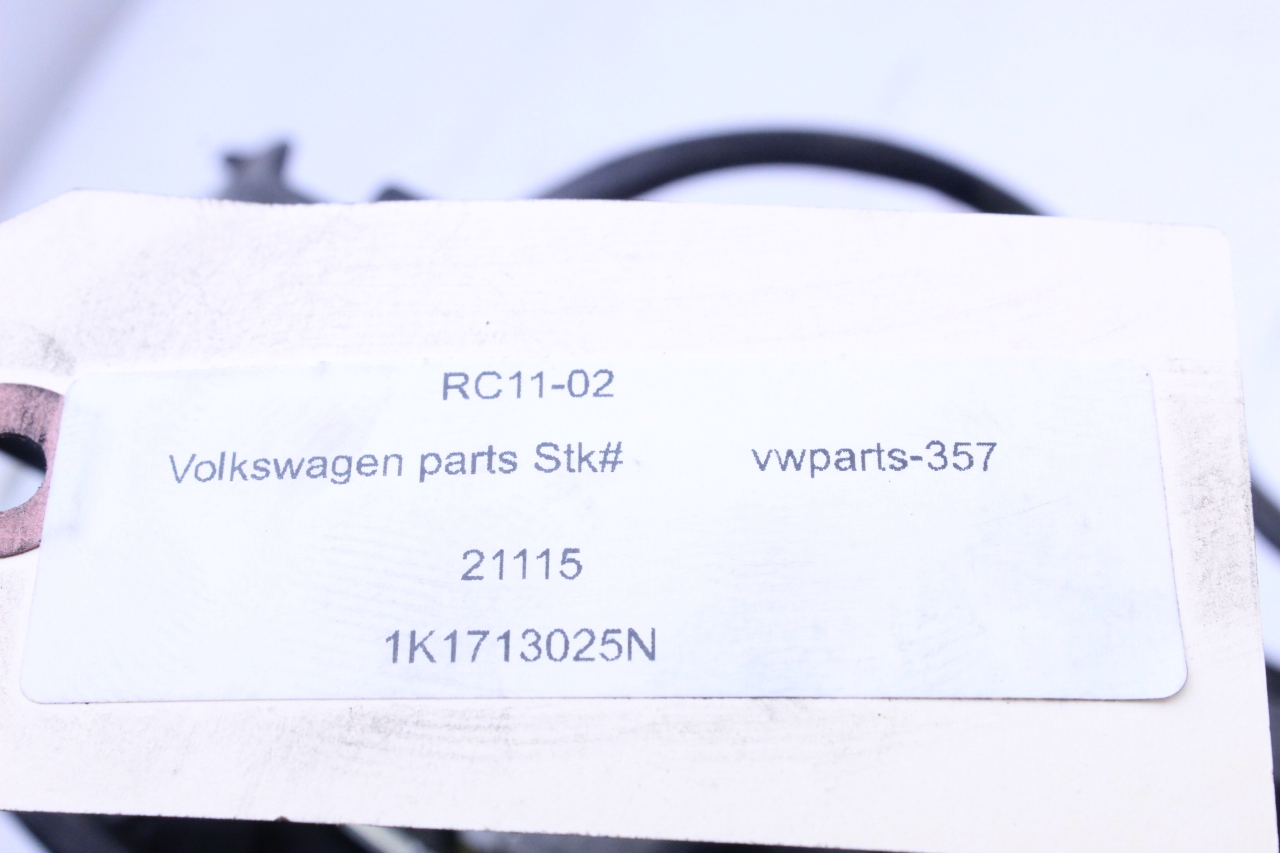 RC11-02
Volkswagen parts Stk# vwparts-357
21115
1K1713025N